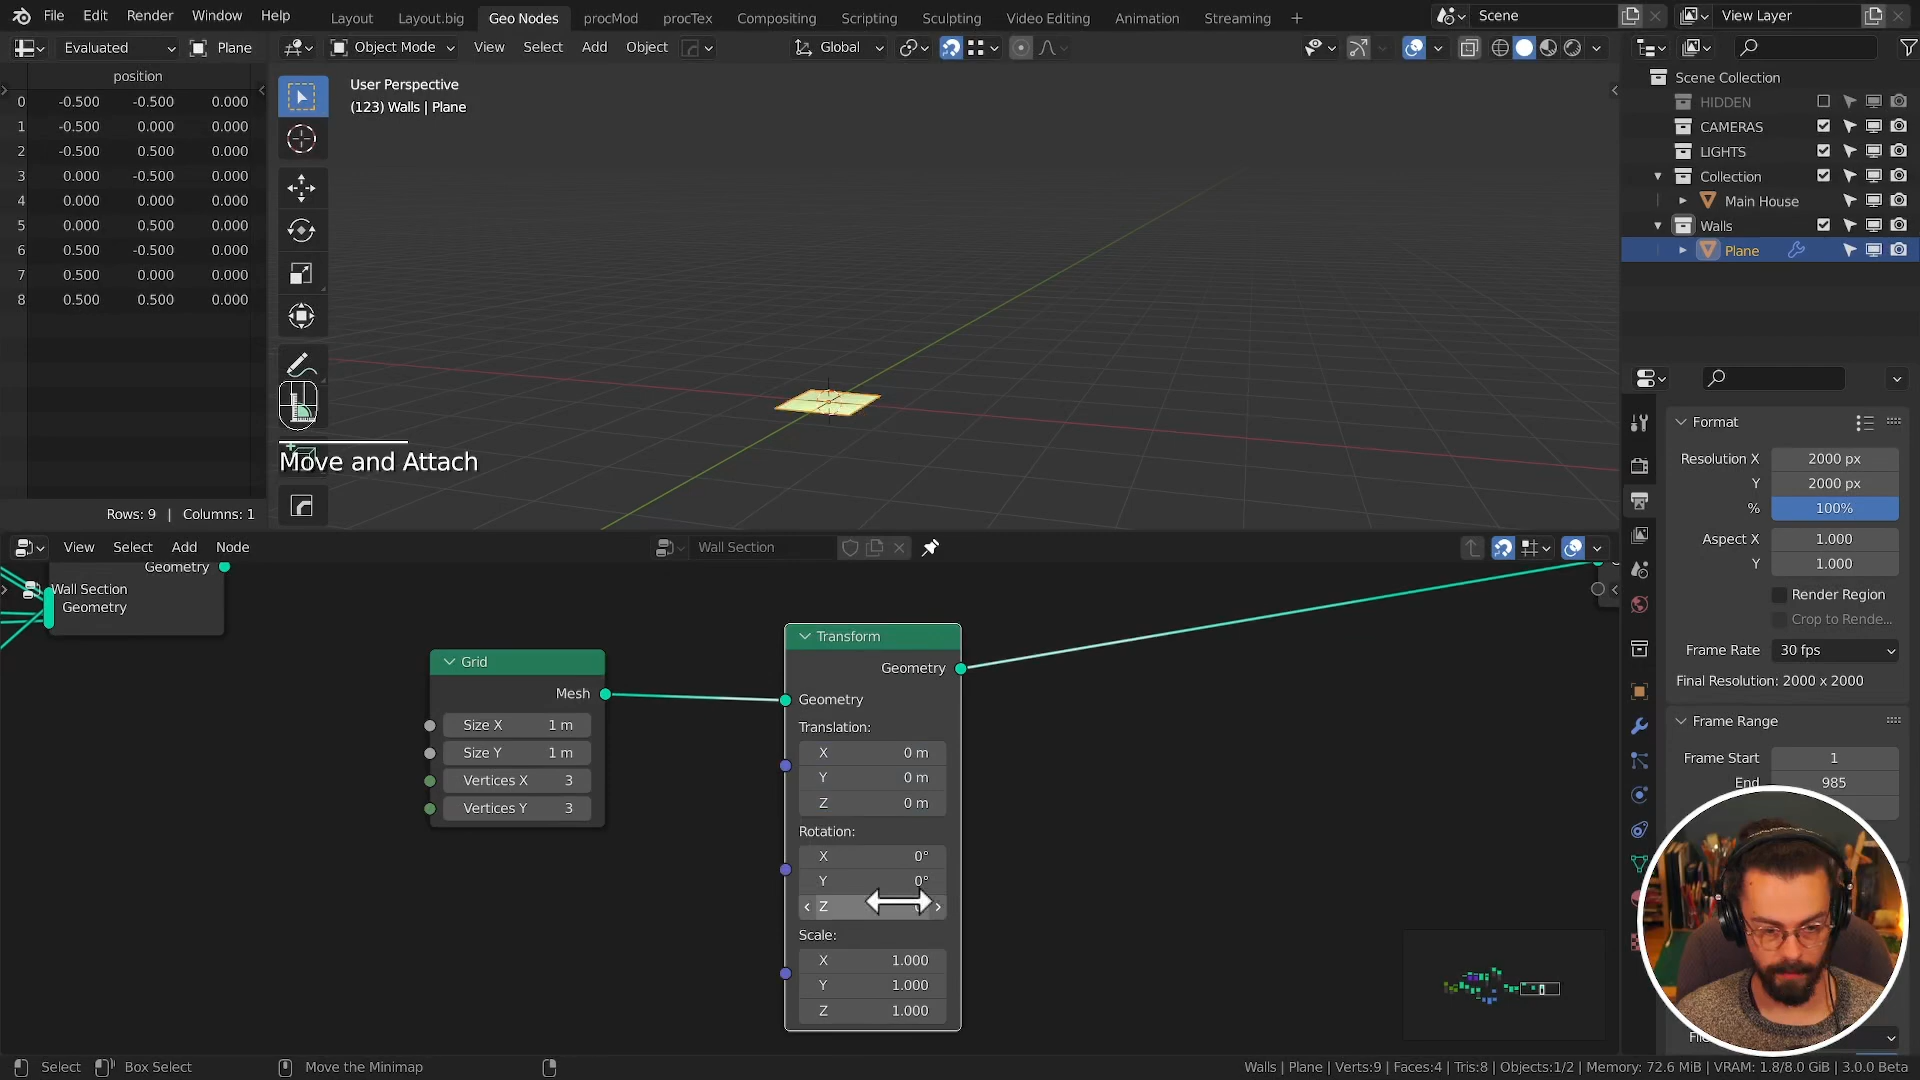 File Edit Render Window Help
Layout Layout.big Geo Nodes procMod procTex Compositing Scripting Sculpting Video Editing Animation Streaming +
Scene
View Layer
Evaluated
Plane
Object Mode View Select Add Object
Global
position
0 -0.500 -0.500 0.000
1 -0.500 0.000 0.000
2 -0.500 0.500 0.000
3 0.000 -0.500 0.000
4 0.000 0.000 0.000
5 0.000 0.500 0.000
6 0.500 -0.500 0.000
7 0.500 0.000 0.000
8 0.500 0.500 0.000
Rows: 9 | Columns: 1
User Perspective
(123) Walls | Plane
Move and Attach
Scene Collection
HIDDEN
CAMERAS
LIGHTS
Collection
Main House
Walls
Plane
Format
Resolution X 2000 px
Y 2000 px
% 100%
Aspect X 1.000
Y 1.000
Render Region
Crop to Rende...
Frame Rate 30 fps
Final Resolution: 2000 x 2000
Frame Range
Frame Start 1
End 985
View Select Add Node
Wall Section
Geometry
Wall Section
Geometry
Grid
Mesh
Size X 1 m
Size Y 1 m
Vertices X 3
Vertices Y 3
Transform
Geometry
Geometry
Translation:
X 0 m
Y 0 m
Z 0 m
Rotation:
X 0°
Y 0°
Z
Scale:
X 1.000
Y 1.000
Z 1.000
Select Box Select Move the Minimap
Walls | Plane | Verts:9 | Faces:4 | Tris:8 | Objects:1/2 | Memory: 72.6 MiB | VRAM: 1.8/8.0 GiB | 3.0.0 Beta